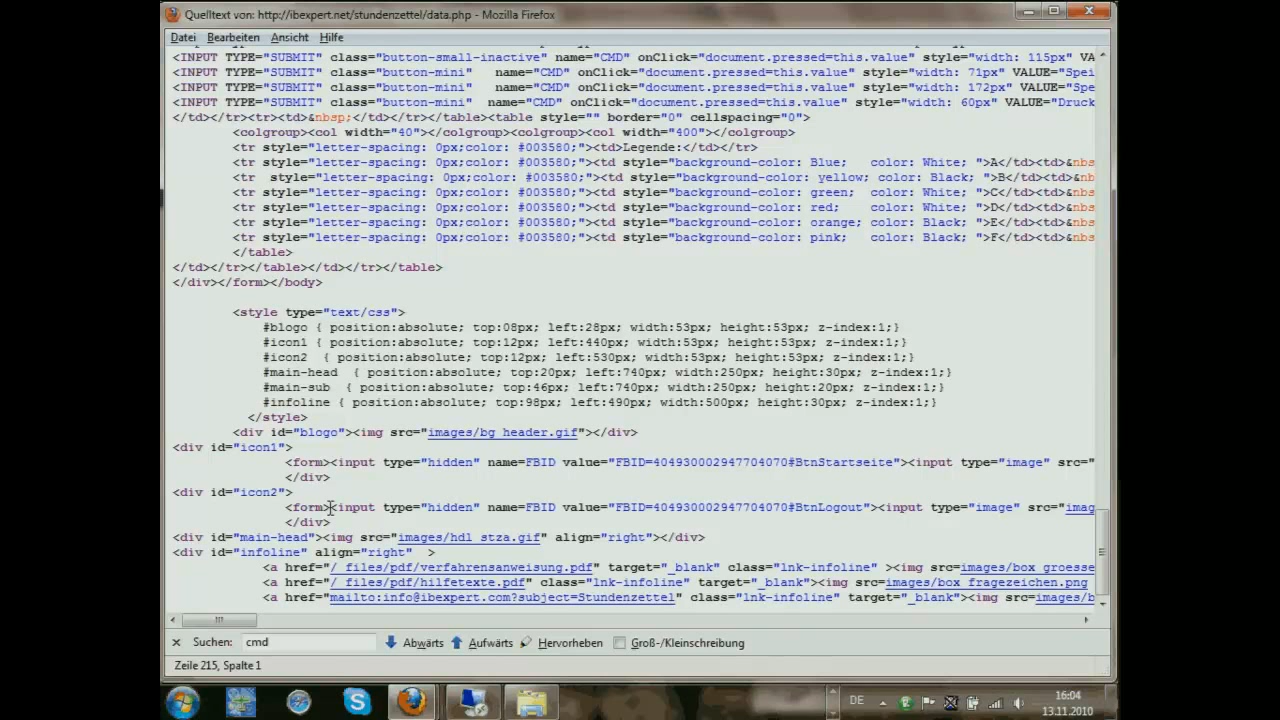 Quelltext von: http://ibexpert.net/stundenzettel/data.php - Mozilla Firefox
Datei Bearbeiten Ansicht Hilfe
<INPUT TYPE="SUBMIT" class="button-small-inactive" name="CMD" onClick="document.pressed=this.value" style="width: 115px" VA
<INPUT TYPE="SUBMIT" class="button-mini" name="CMD" onClick="document.pressed=this.value" style="width: 71px" VALUE="Spei
<INPUT TYPE="SUBMIT" class="button-mini" name="CMD" onClick="document.pressed=this.value" style="width: 172px" VALUE="Spe
<INPUT TYPE="SUBMIT" class="button-mini" name="CMD" onClick="document.pressed=this.value" style="width: 60px" VALUE="Druck
</td></tr><tr><td>&nbsp;</td></tr></table><table style="" border="0" cellspacing="0">
<colgroup><col width="40"></colgroup><colgroup><col width="400"></colgroup>
<tr style="letter-spacing: 0px;color: #003580;"><td>Legende:</td></tr>
<tr style="letter-spacing: 0px;color: #003580;"><td style="background-color: Blue; color: White; ">A</td><td>&nbs
<tr style="letter-spacing: 0px;color: #003580;"><td style="background-color: yellow; color: Black; ">B</td><td>&nb
<tr style="letter-spacing: 0px;color: #003580;"><td style="background-color: green; color: White; ">C</td><td>&nbs
<tr style="letter-spacing: 0px;color: #003580;"><td style="background-color: red; color: White; ">D</td><td>&nbs
<tr style="letter-spacing: 0px;color: #003580;"><td style="background-color: orange; color: Black; ">E</td><td>&nbs
<tr style="letter-spacing: 0px;color: #003580;"><td style="background-color: pink; color: Black; ">F</td><td>&nbs
</table>
</td></tr></table></td></tr></table>
</div></form></body>
<style type="text/css">
#blogo { position:absolute; top:08px; left:28px; width:53px; height:53px; z-index:1;}
#icon1 { position:absolute; top:12px; left:440px; width:53px; height:53px; z-index:1;}
#icon2 { position:absolute; top:12px; left:530px; width:53px; height:53px; z-index:1;}
#main-head { position:absolute; top:20px; left:740px; width:250px; height:30px; z-index:1;}
#main-sub { position:absolute; top:46px; left:740px; width:250px; height:20px; z-index:1;}
#infoline { position:absolute; top:98px; left:490px; width:500px; height:30px; z-index:1;}
</style>
<div id="blogo"><img src="images/bg_header.gif"></div>
<div id="icon1">
<form><input type="hidden" name=FBID value="FBID=404930002947704070#BtnStartseite"><input type="image" src="
</div>
<div id="icon2">
<form><input type="hidden" name=FBID value="FBID=404930002947704070#BtnLogout"><input type="image" src="imag
</div>
<div id="main-head"><img src="images/hdl_stza.gif" align="right"></div>
<div id="infoline" align="right" >
<a href="/_files/pdf/verfahrensanweisung.pdf" target="_blank" class="lnk-infoline" ><img src=images/box_groesse
<a href="/_files/pdf/hilfetexte.pdf" class="lnk-infoline" target="_blank"><img src=images/box_fragezeichen.png
<a href="mailto:info@ibexpert.com?subject=Stundenzettel" class="lnk-infoline" target="_blank"><img src=images/b
Suchen: cmd Abwärts Aufwärts Hervorheben Groß-/Kleinschreibung
Zeile 215, Spalte 1
DE 16:04
13.11.2010